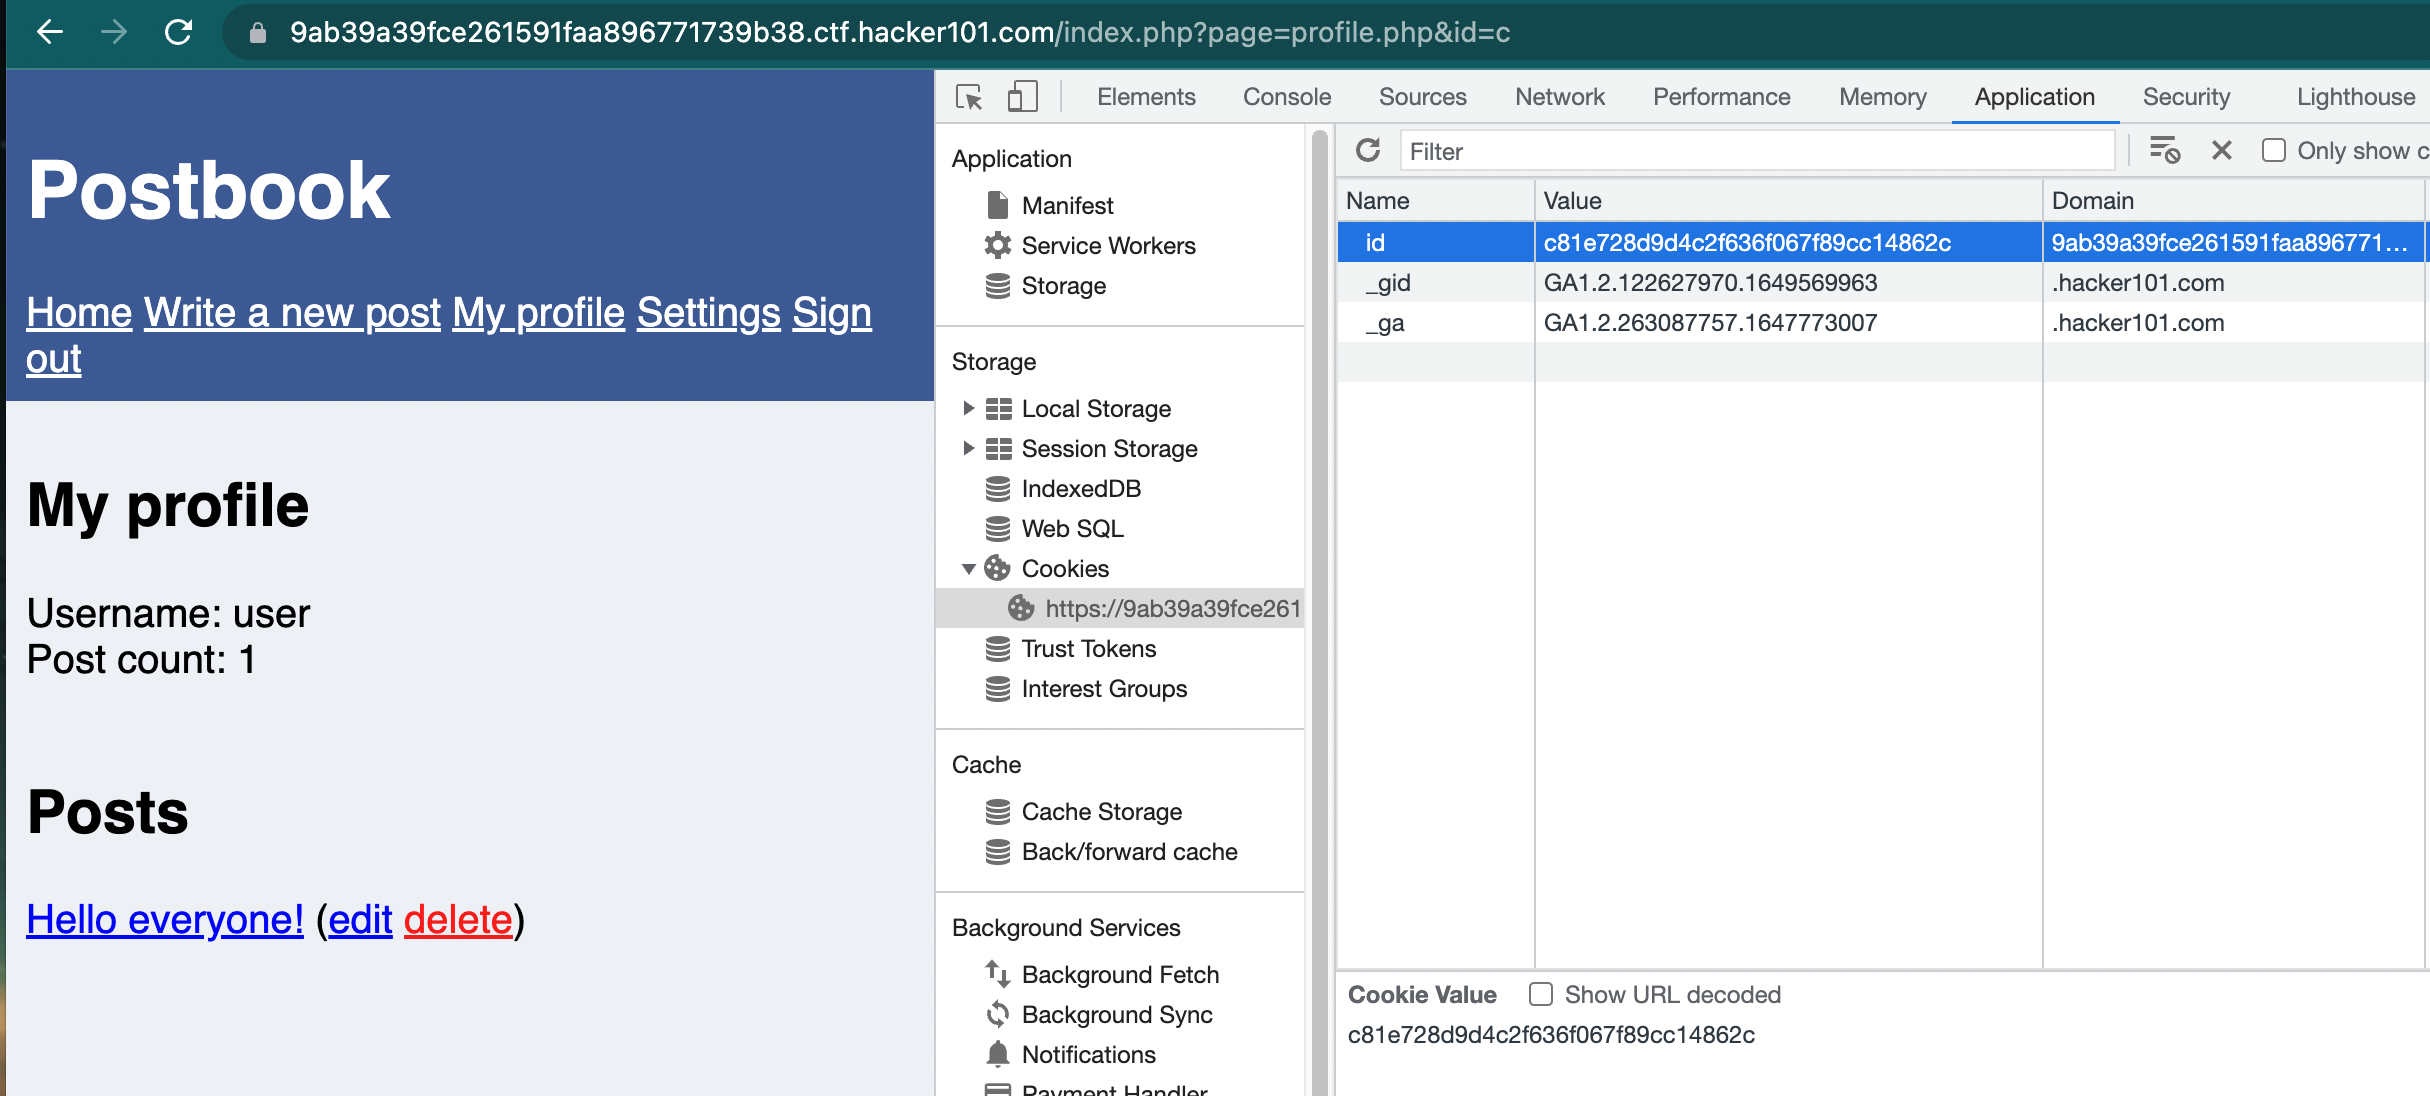 9ab39a39fce261591faa896771739b38.ctf.hacker101.com/index.php?page=profile.php&id=c
Postbook
Home Write a new post My profile Settings Sign
out
My profile
Username: user
Post count: 1
Posts
Hello everyone! (edit delete)
Elements Console Sources Network Performance Memory Application Security Lighthouse
Application
Manifest
Service Workers
Storage
Storage
Local Storage
Session Storage
IndexedDB
Web SQL
Cookies
https://9ab39a39fce261
Trust Tokens
Interest Groups
Cache
Cache Storage
Back/forward cache
Background Services
Background Fetch
Background Sync
Notifications
Payment Handler
Filter
Only show c
Name Value Domain
id c81e728d9d4c2f636f067f89cc14862c 9ab39a39fce261591faa896771...
_gid GA1.2.122627970.1649569963 .hacker101.com
_ga GA1.2.263087757.1647773007 .hacker101.com
Cookie Value Show URL decoded
c81e728d9d4c2f636f067f89cc14862c